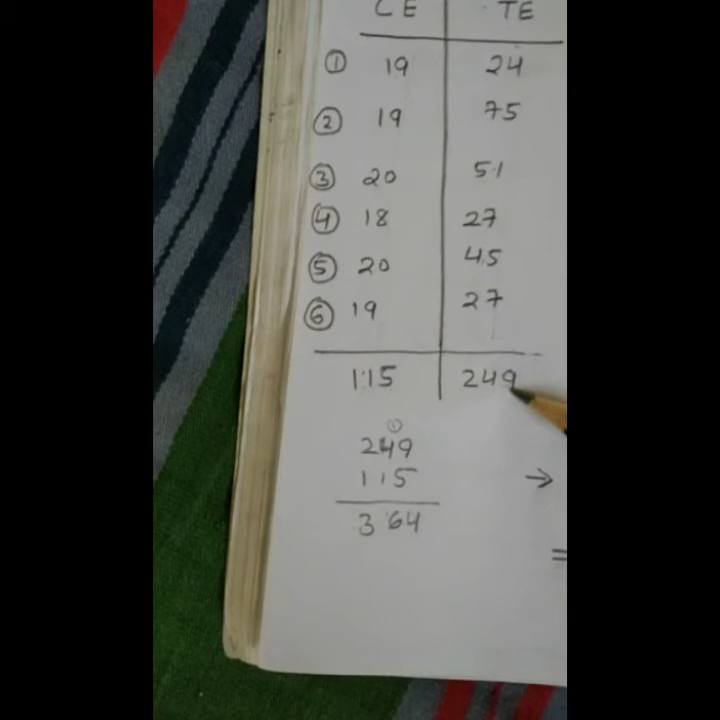 CE TE
① 19 24
② 19 75
③ 20 51
④ 18 27
⑤ 20 45
⑥ 19 27
115 249
①
249
115 →
364
=